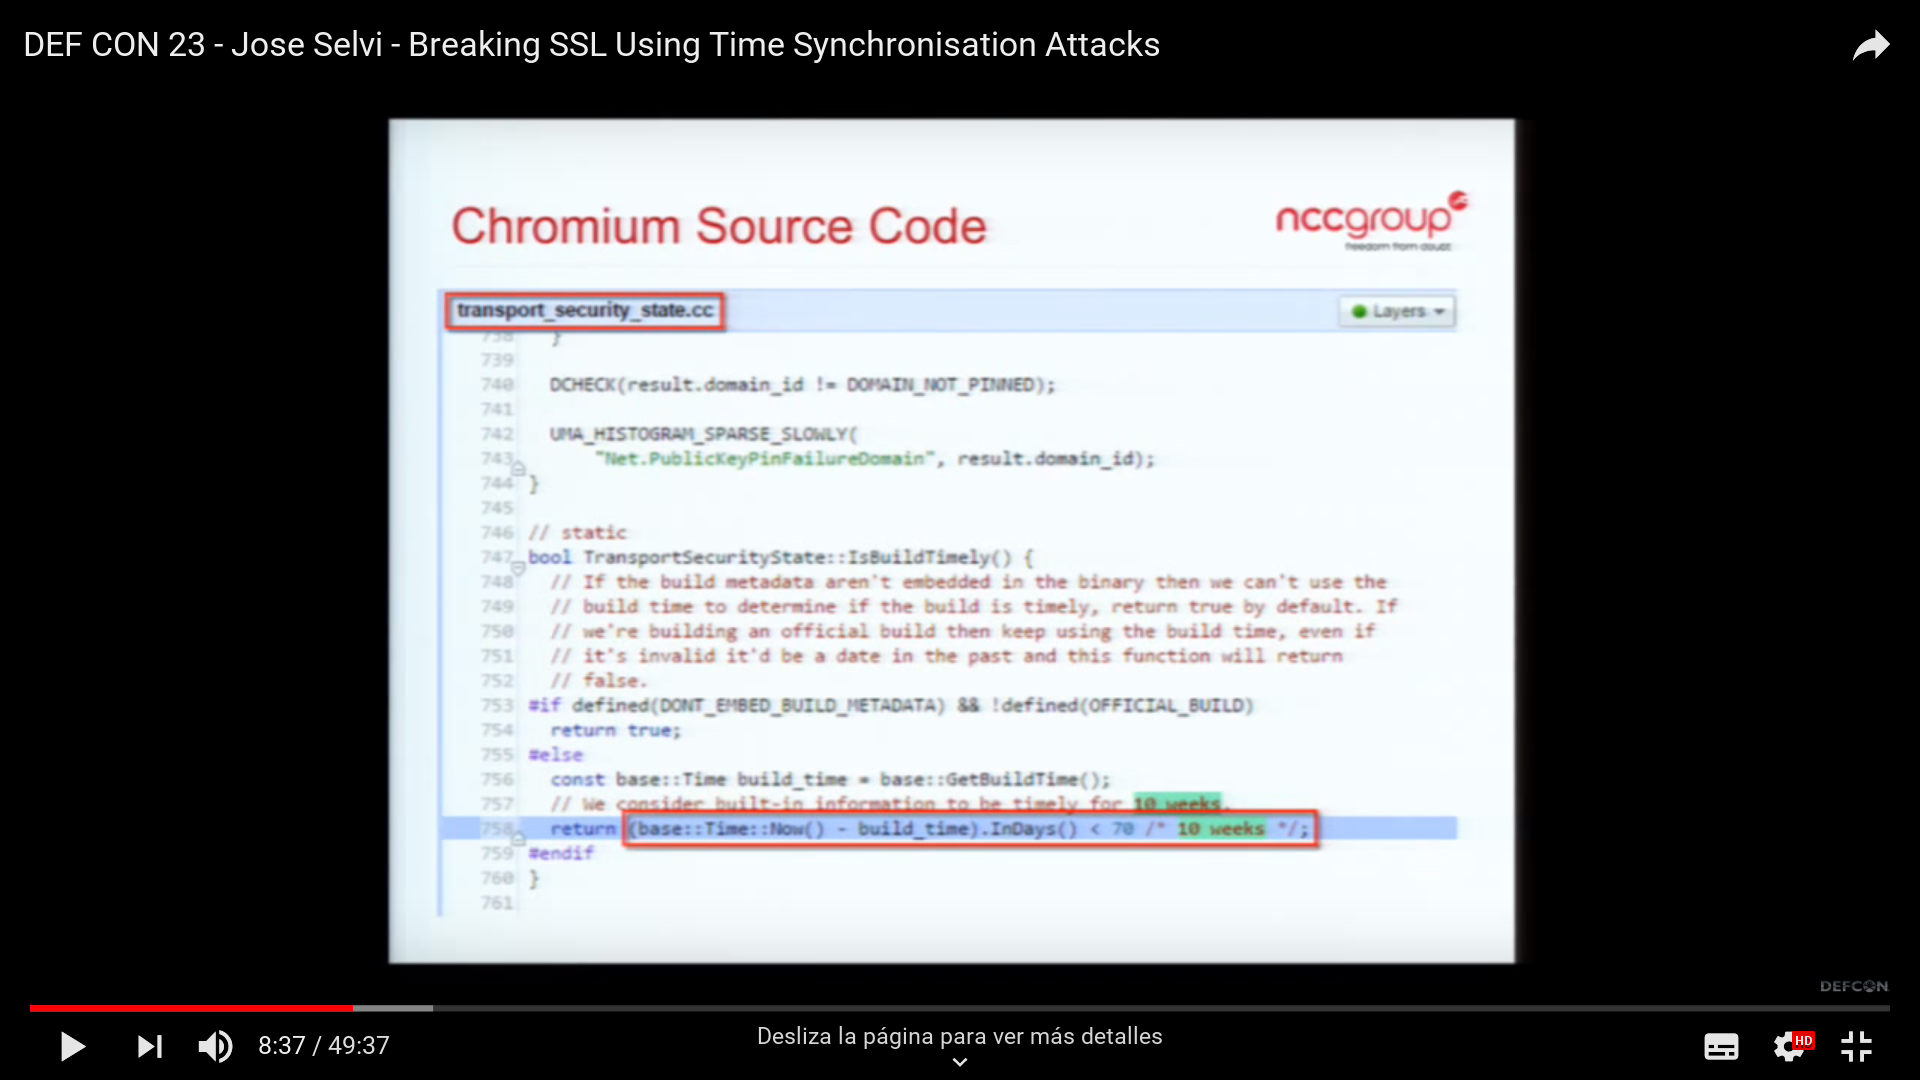 DEF CON 23 - Jose Selvi - Breaking SSL Using Time Synchronisation Attacks
Chromium Source Code
nccgroup
freedom from doubt
transport_security_state.cc
Layers
738 }
739
740 DCHECK(result.domain_id != DOMAIN_NOT_PINNED);
741
742 UMA_HISTOGRAM_SPARSE_SLOWLY(
743 "Net.PublicKeyPinFailureDomain", result.domain_id);
744 }
745
746 // static
747 bool TransportSecurityState::IsBuildTimely() {
748 // If the build metadata aren't embedded in the binary then we can't use the
749 // build time to determine if the build is timely, return true by default. If
750 // we're building an official build then keep using the build time, even if
751 // it's invalid it'd be a date in the past and this function will return
752 // false.
753 #if defined(DONT_EMBED_BUILD_METADATA) && !defined(OFFICIAL_BUILD)
754 return true;
755 #else
756 const base::Time build_time = base::GetBuildTime();
757 // We consider built-in information to be timely for 10 weeks.
758 return (base::Time::Now() - build_time).InDays() < 70 /* 10 weeks */;
759 #endif
760 }
761
DEFCON
8:37 / 49:37
Desliza la página para ver más detalles
HD